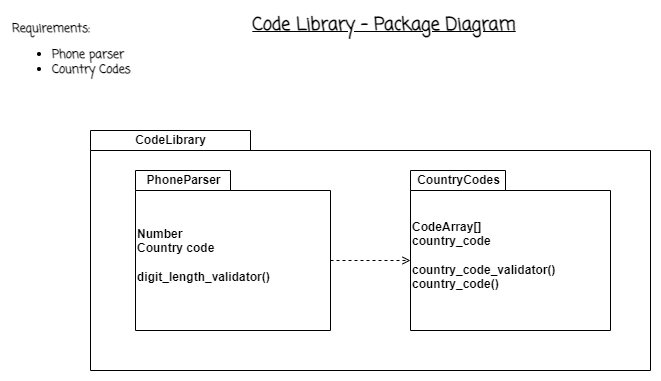 Code Library - Package Diagram
Requirements:
Phone parser
Country Codes
CodeLibrary
PhoneParser
Number
Country code
digit_length_validator()
CountryCodes
CodeArray[]
country_code
country_code_validator()
country_code()